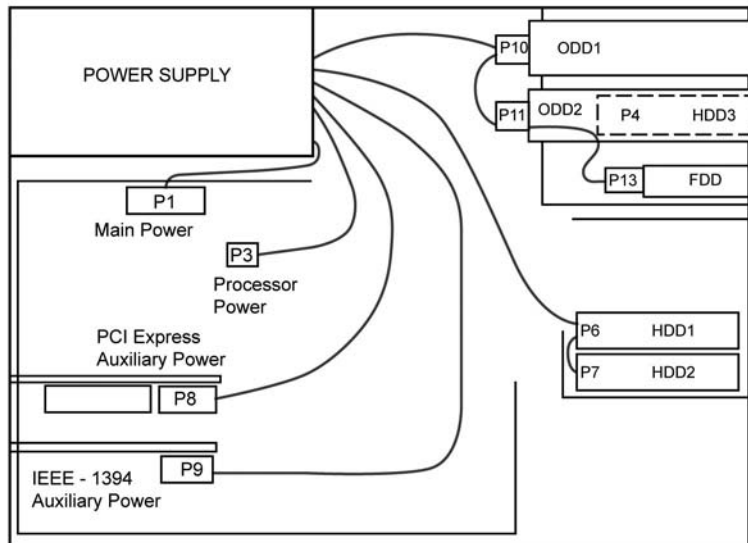 POWER SUPPLY
P10
ODD1
P11
ODD2
P4
HDD3
P13
FDD
P1
Main Power
P3
Processor
Power
PCI Express
Auxiliary Power
P8
P6
HDD1
P7
HDD2
P9
IEEE - 1394
Auxiliary Power